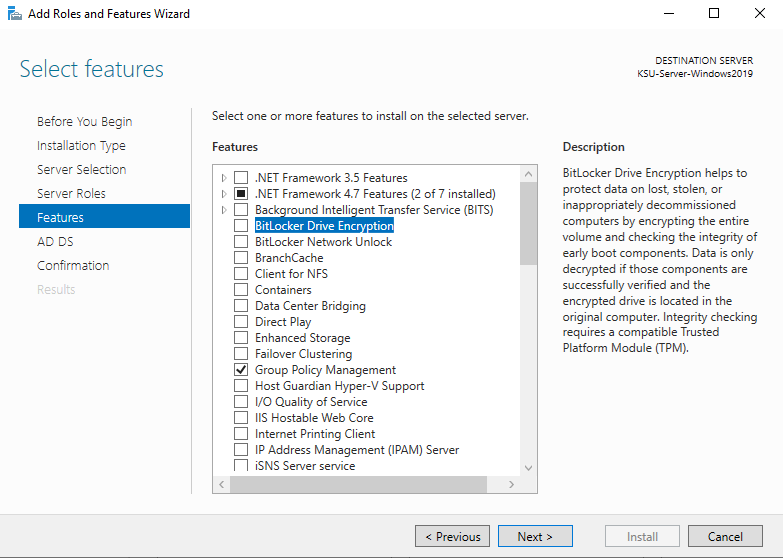 Add Roles and Features Wizard
Select features
DESTINATION SERVER
KSU-Server-Windows2019
Before You Begin
Installation Type
Server Selection
Server Roles
Features
AD DS
Confirmation
Results
Select one or more features to install on the selected server.
Features
.NET Framework 3.5 Features
.NET Framework 4.7 Features (2 of 7 installed)
Background Intelligent Transfer Service (BITS)
BitLocker Drive Encryption
BitLocker Network Unlock
BranchCache
Client for NFS
Containers
Data Center Bridging
Direct Play
Enhanced Storage
Failover Clustering
Group Policy Management
Host Guardian Hyper-V Support
I/O Quality of Service
IIS Hostable Web Core
Internet Printing Client
IP Address Management (IPAM) Server
iSNS Server service
Description
BitLocker Drive Encryption helps to
protect data on lost, stolen, or
inappropriately decommissioned
computers by encrypting the entire
volume and checking the integrity of
early boot components. Data is only
decrypted if those components are
successfully verified and the
encrypted drive is located in the
original computer. Integrity checking
requires a compatible Trusted
Platform Module (TPM).
< Previous
Next >
Install
Cancel